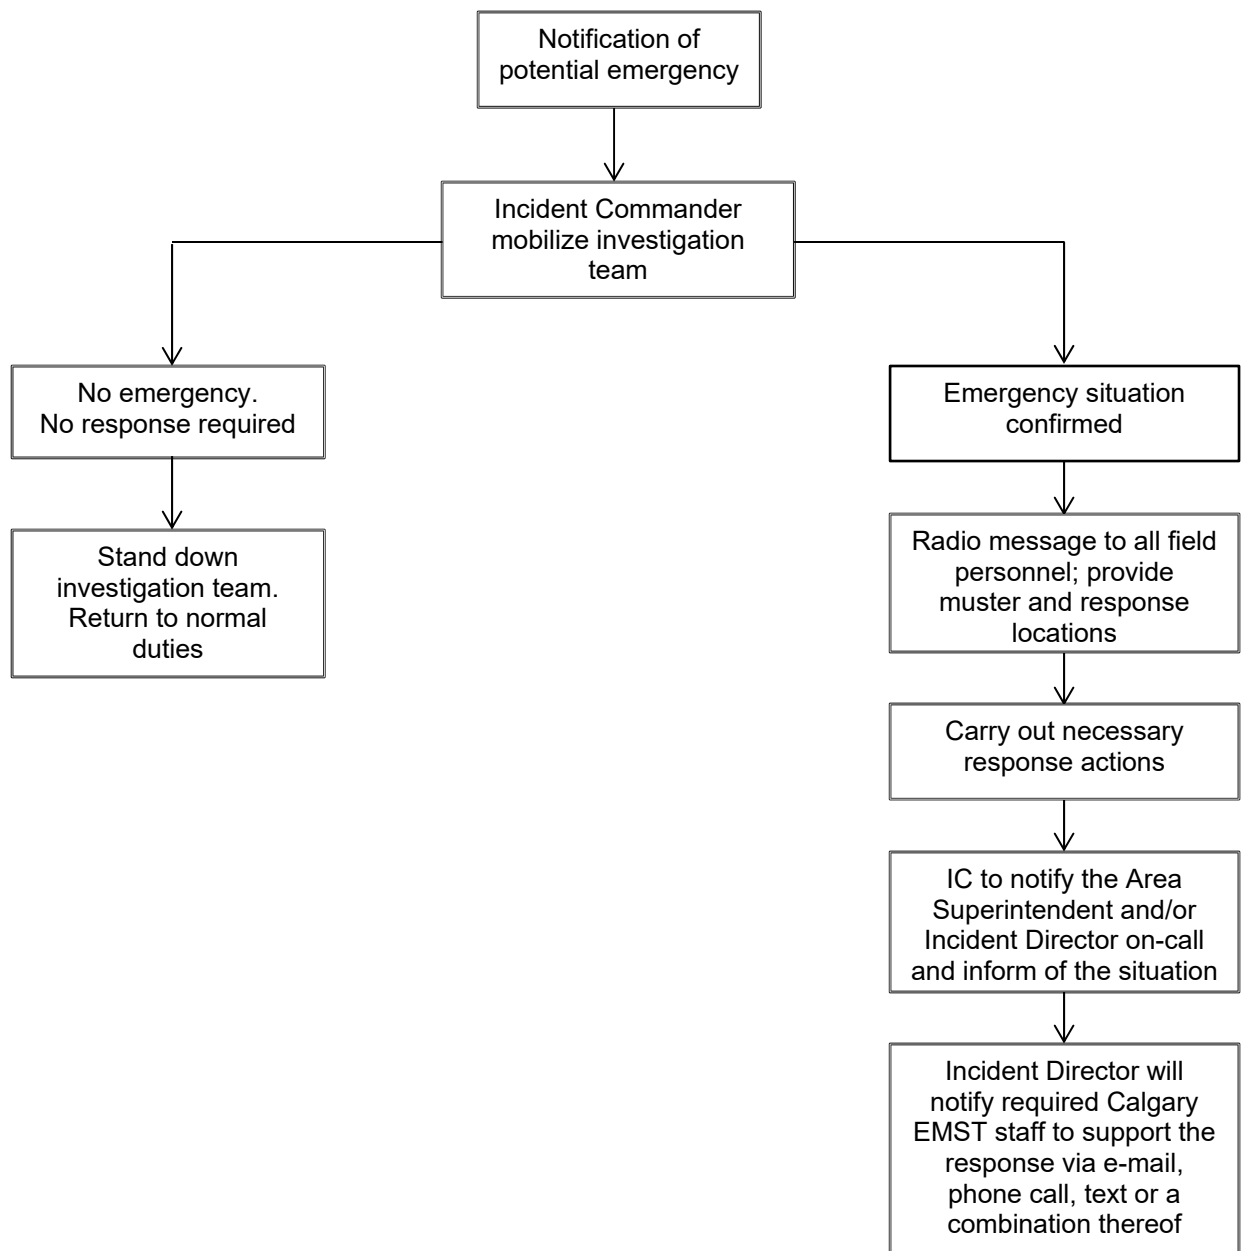 Notification of
potential emergency
Incident Commander
mobilize investigation
team
No emergency.
No response required
Stand down
investigation team.
Return to normal
duties
Emergency situation
confirmed
Radio message to all field
personnel; provide
muster and response
locations
Carry out necessary
response actions
IC to notify the Area
Superintendent and/or
Incident Director on-call
and inform of the situation
Incident Director will
notify required Calgary
EMST staff to support the
response via e-mail,
phone call, text or a
combination thereof